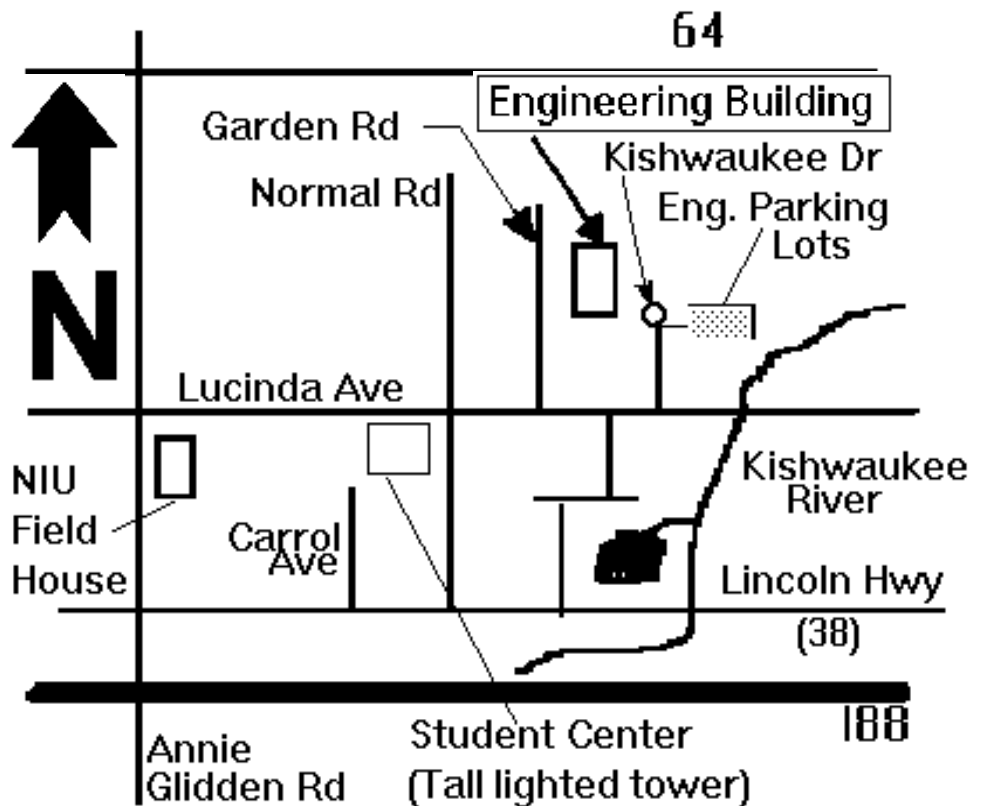 64
Engineering Building
Garden Rd
Kishwaukee Dr
Normal Rd
Eng. Parking
Lots
N
Lucinda Ave
NIU
Field
House
Kishwaukee
River
Carrol
Ave
Lincoln Hwy
(38)
I88
Student Center
(Tall lighted tower)
Annie
Glidden Rd